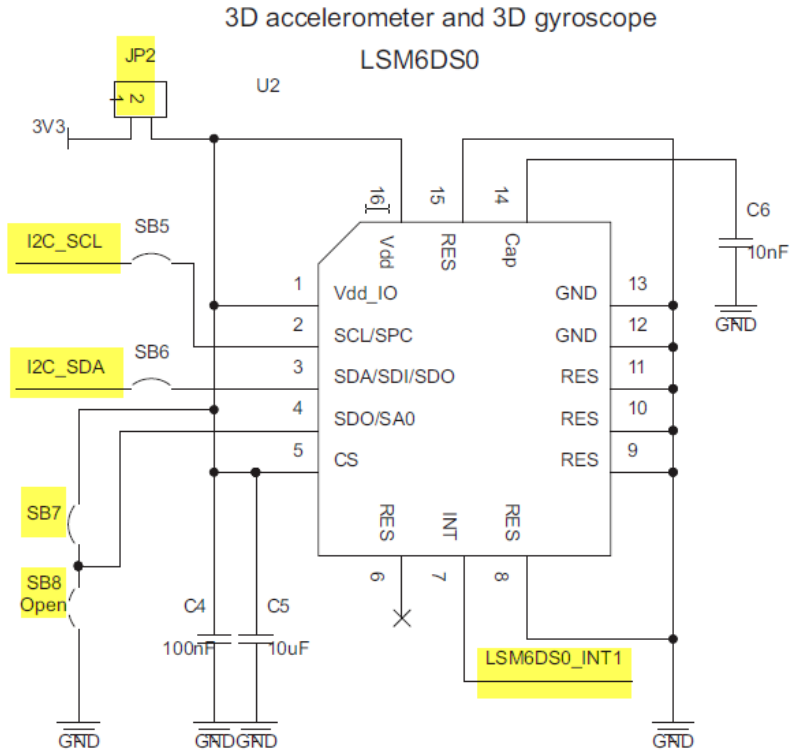 3D accelerometer and 3D gyroscope
LSM6DS0
JP2
U2
1 2
3V3
16 15 14
C6
10nF
GND
I2C_SCL
SB5
Vdd RES Cap
1 Vdd_IO
GND 13
2 SCL/SPC
GND 12
I2C_SDA
SB6
3 SDA/SDI/SDO
RES 11
4 SDO/SA0
RES 10
5 CS
RES 9
SB7
RES INT RES
6 7 8
SB8
Open
C4
100nF
C5
10uF
LSM6DS0_INT1
GND
GND
GND
GND